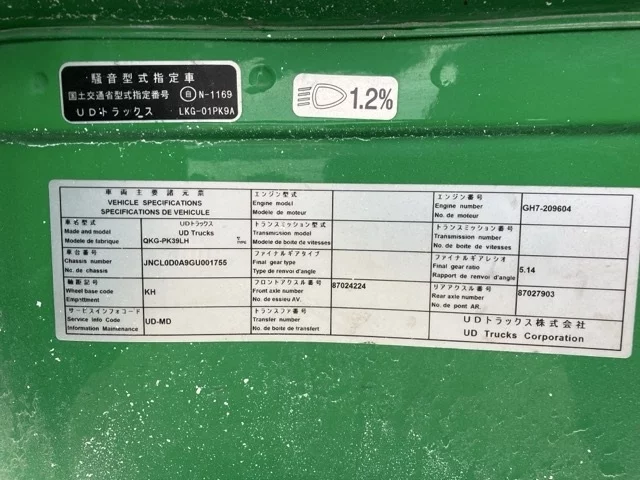 騒音型式指定車
国土交通省型式指定番号 自 N-1169
UDトラックス LKG-01PK9A
1.2%
車両主要諸元票
VEHICLE SPECIFICATIONS
SPECIFICATIONS DE VEHICULE
車名型式 UDトラックス
Made and model UD Trucks
Modele de fabrique QKG-PK39LH
車台番号
Chassis number JNCL0D0A9GU001755
No. de chassis
軸距記号
Wheel base code KH
Empattment
サービスインフォコード
Service info Code UD-MD
Information Maintenance
エンジン型式
Engine model
Modele de moteur
トランスミッション型式
Transmission model
Modele de boite de vitesses
ファイナルギアタイプ
Final gear type
Type de renvoi d'angle
フロントアクスル番号 87024224
Front axle number
No. de essieu AV.
トランスファ番号
Transfer number
No. de boite de transfert
エンジン番号
Engine number GH7-209604
No. de moteur
トランスミッション番号
Transmission number
No. de boite de vitesses
ファイナルギアレシオ
Final gear ratio 5.14
Rapport de renvoi d'angle
リアアクスル番号 87027903
Rear axle number
No. de pont AR.
UDトラックス株式会社
UD Trucks Corporation